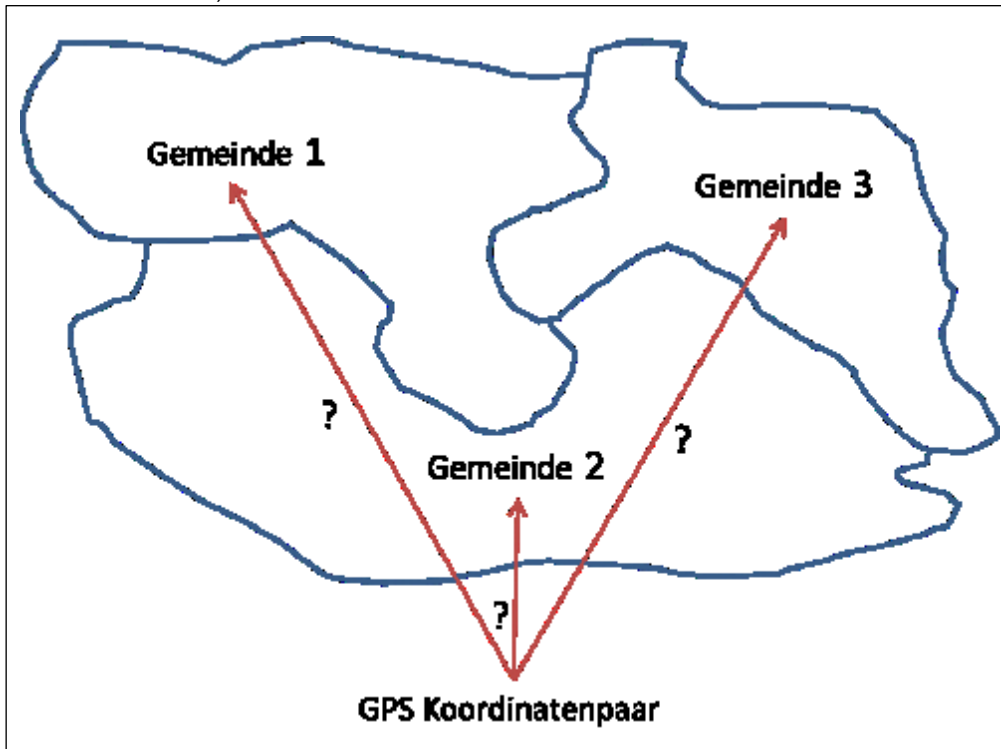 Gemeinde 1
Gemeinde 3
?
?
Gemeinde 2
?
GPS Koordinatenpaar